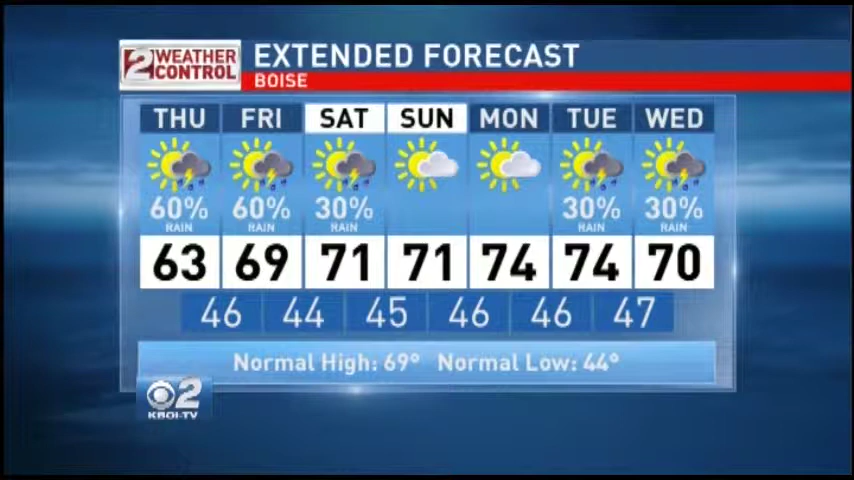 2 WEATHER CONTROL
EXTENDED FORECAST
BOISE
THU FRI SAT SUN MON TUE WED
60% 60% 30% 30% 30%
RAIN RAIN RAIN RAIN RAIN
63 69 71 71 74 74 70
46 44 45 46 46 47
Normal High: 69° Normal Low: 44°
2
KBOI-TV